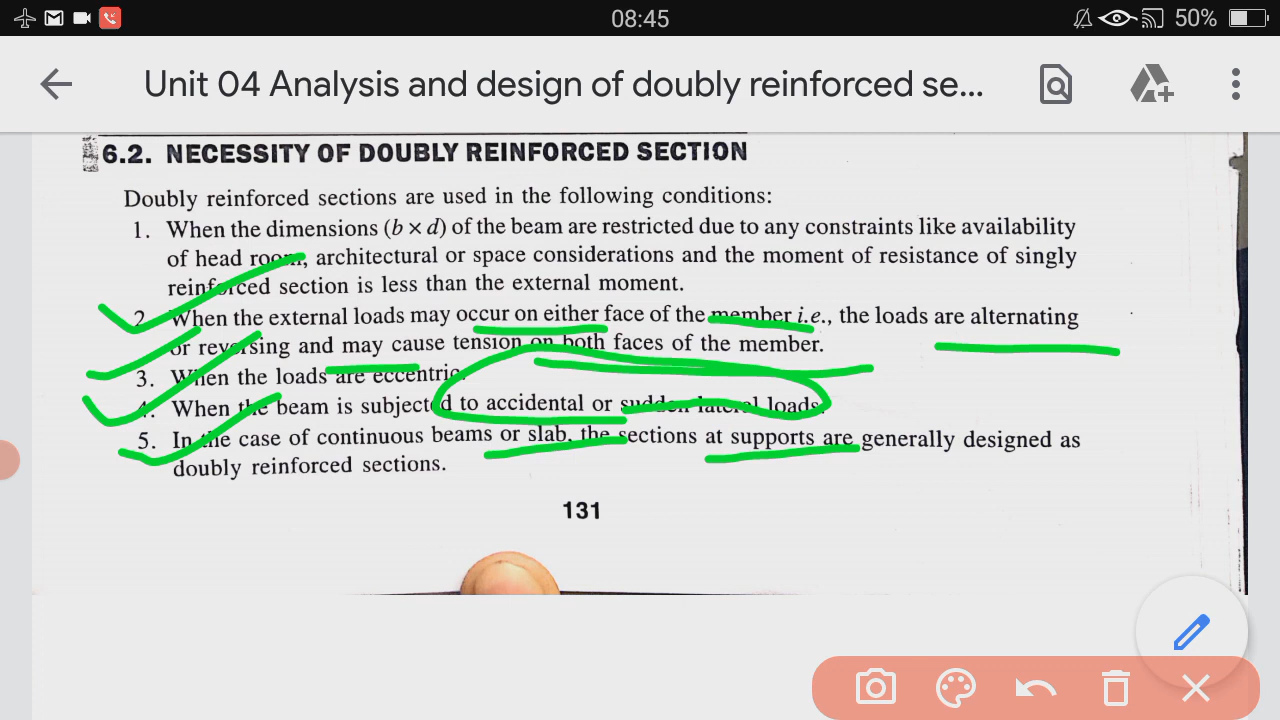 08:45
50%
Unit 04 Analysis and design of doubly reinforced se...
6.2. NECESSITY OF DOUBLY REINFORCED SECTION
Doubly reinforced sections are used in the following conditions:
1. When the dimensions (b × d) of the beam are restricted due to any constraints like availability
of head room, architectural or space considerations and the moment of resistance of singly
reinforced section is less than the external moment.
2. When the external loads may occur on either face of the member i.e., the loads are alternating
or reversing and may cause tension on both faces of the member.
3. When the loads are eccentric.
4. When the beam is subjected to accidental or sudden lateral loads.
5. In the case of continuous beams or slab, the sections at supports are generally designed as
doubly reinforced sections.
131